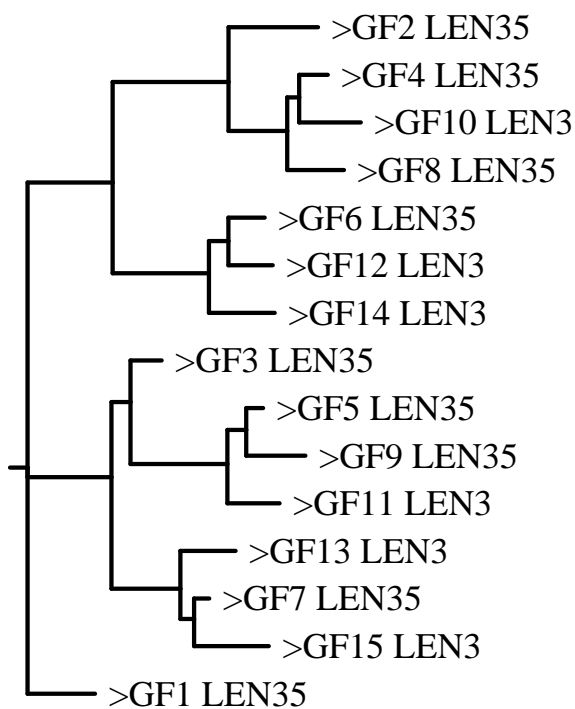 >GF2 LEN35
>GF4 LEN35
>GF10 LEN3
>GF8 LEN35
>GF6 LEN35
>GF12 LEN3
>GF14 LEN3
>GF3 LEN35
>GF5 LEN35
>GF9 LEN35
>GF11 LEN3
>GF13 LEN3
>GF7 LEN35
>GF15 LEN3
>GF1 LEN35